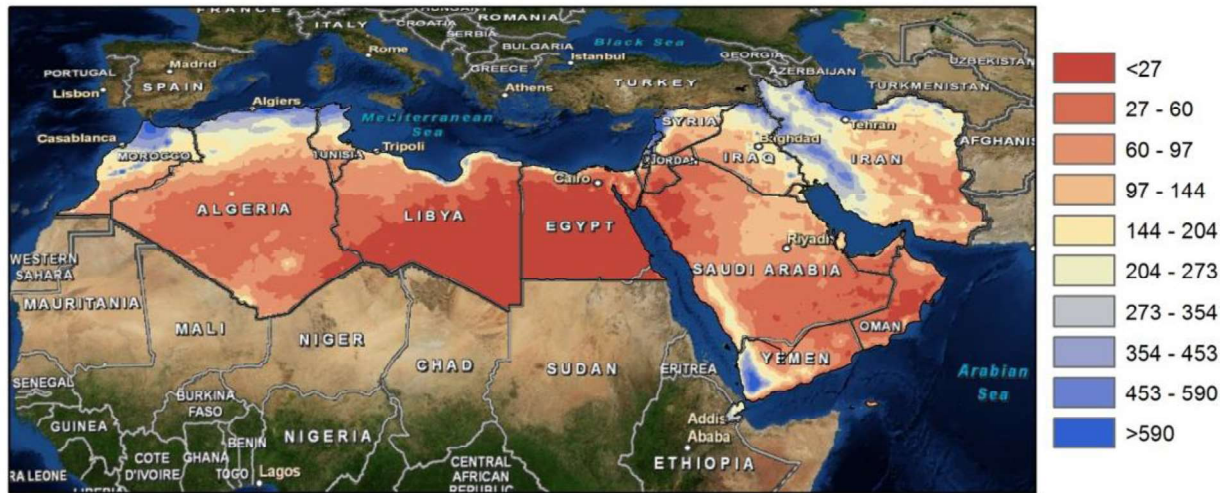 FRANCE
ROMANIA
ITALY
CROATIA
SERBIA
BULGARIA
Black Sea
GEORGIA
UZBEKISTAN
Rome
Istanbul
AZERBAIJAN
TURKMENISTAN
PORTUGAL
Madrid
SPAIN
Lisbon
GREECE
Athens
TURKEY
Algiers
Mediterranean
Sea
SYRIA
Tehran
Casablanca
MOROCCO
TUNISIA
Tripoli
Baghdad
IRAQ
IRAN
AFGHANIS
JORDAN
Cairo
ALGERIA
LIBYA
EGYPT
Riyadh
SAUDI ARABIA
WESTERN
SAHARA
MAURITANIA
MALI
NIGER
CHAD
SUDAN
OMAN
YEMEN
ERITREA
Arabian
Sea
SENEGAL
BURKINA
FASO
GUINEA
BENIN
NIGERIA
Addis
Ababa
COTE
D'IVOIRE
GHANA
TOGO
Lagos
CENTRAL
AFRICAN
REPUBLIC
ETHIOPIA
RA LEONE
<27
27 - 60
60 - 97
97 - 144
144 - 204
204 - 273
273 - 354
354 - 453
453 - 590
>590